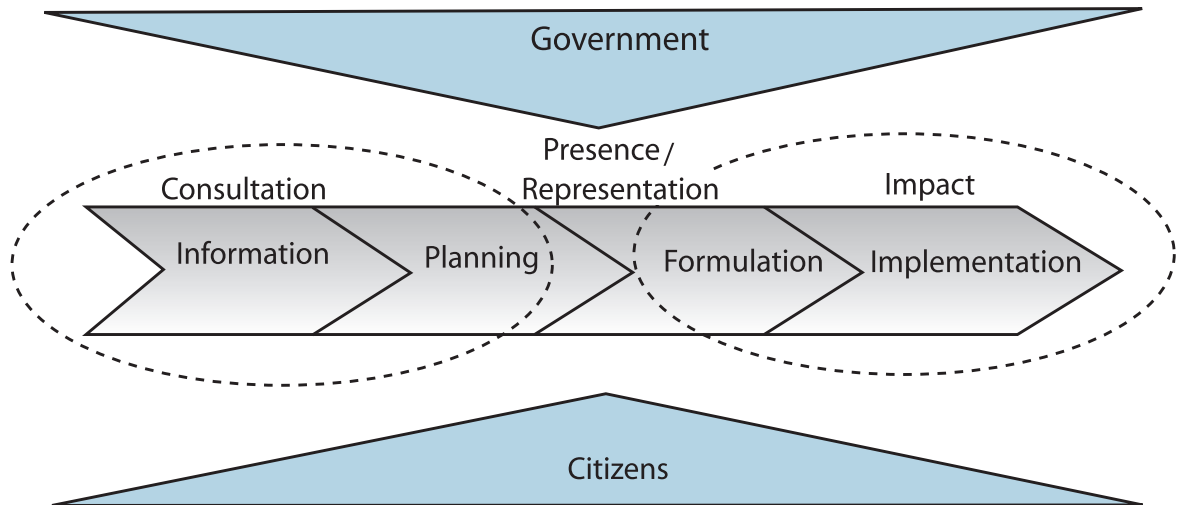 Government
Presence/
Representation
Consultation
Impact
Information
Planning
Formulation
Implementation
Citizens